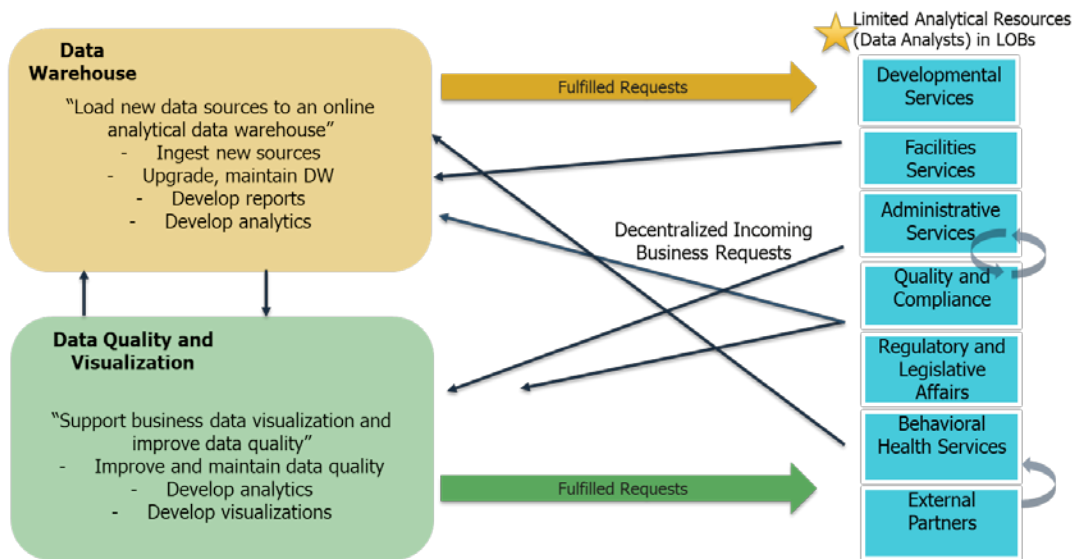 Data
Warehouse
“Load new data sources to an online
analytical data warehouse”
- Ingest new sources
- Upgrade, maintain DW
- Develop reports
- Develop analytics
Data Quality and
Visualization
“Support business data visualization and
improve data quality”
- Improve and maintain data quality
- Develop analytics
- Develop visualizations
Fulfilled Requests
Decentralized Incoming
Business Requests
Fulfilled Requests
Limited Analytical Resources
(Data Analysts) in LOBs
Developmental
Services
Facilities
Services
Administrative
Services
Quality and
Compliance
Regulatory and
Legislative
Affairs
Behavioral
Health Services
External
Partners